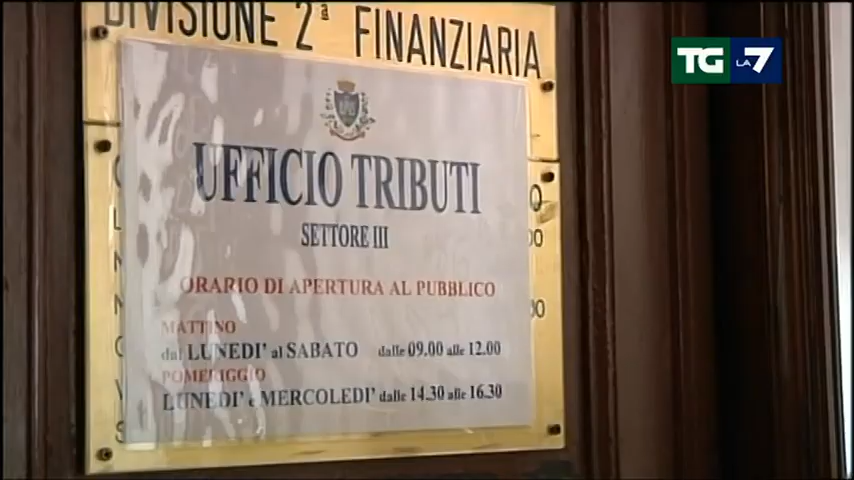 DIVISIONE 2ª FINANZIARIA
TG LA7
UFFICIO TRIBUTI
SETTORE III
ORARIO DI APERTURA AL PUBBLICO
MATTINO
dal LUNEDI' al SABATO dalle 09.00 alle 12.00
POMERIGGIO
LUNEDI' e MERCOLEDI' dalle 14.30 alle 16.30